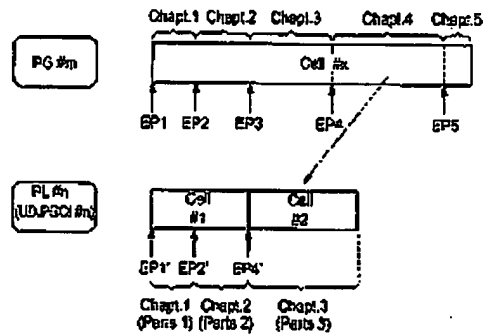 Chapt.1 Chapt.2 Chapt.3 Chapt.4 Chapt.5
PG #m
Cell #x
EP1 EP2 EP3 EP4 EP5
PL #n
(UD_PGCI #n)
Cell #1
Cell #2
EP1' EP2' EP4'
Chapt.1 Chapt.2 Chapt.3
(Parts 1) (Parts 2) (Parts 3)